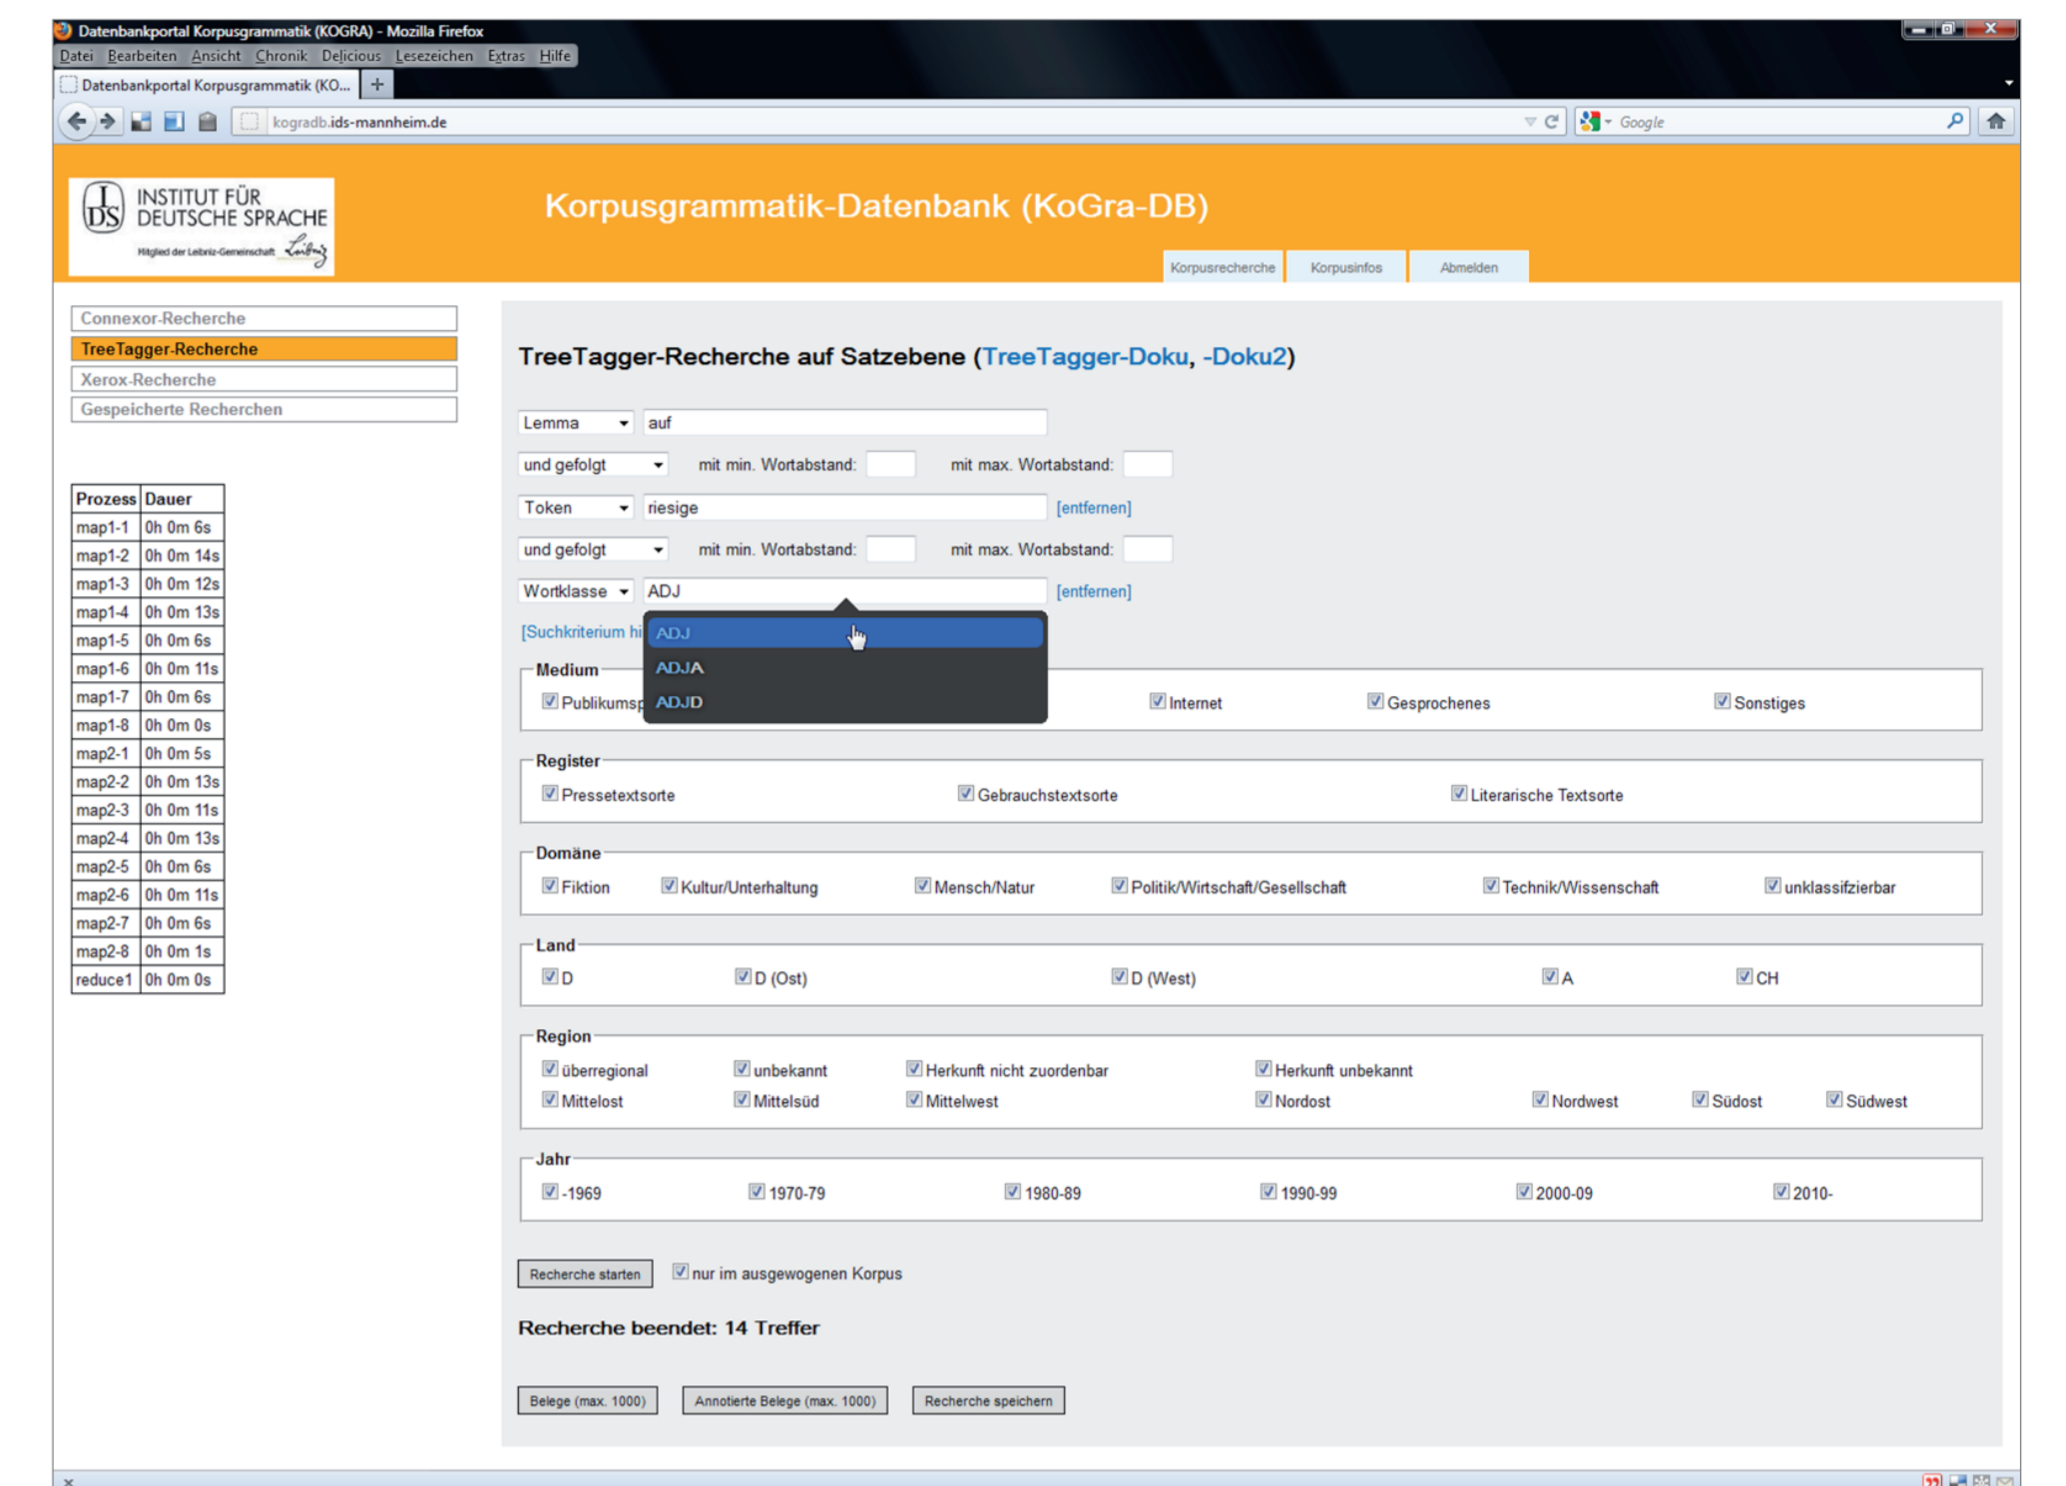 Datenbankportal Korpusgrammatik (KOGRA) - Mozilla Firefox
Datei Bearbeiten Ansicht Chronik Delicious Lesezeichen Extras Hilfe
Datenbankportal Korpusgrammatik (KO... +
kogradb.ids-mannheim.de Google
IDS INSTITUT FÜR
DEUTSCHE SPRACHE
Mitglied der Leibniz-Gemeinschaft Leibniz
Korpusgrammatik-Datenbank (KoGra-DB)
Korpusrecherche Korpusinfos Abmelden
Connexor-Recherche
TreeTagger-Recherche
Xerox-Recherche
Gespeicherte Recherchen
Prozess Dauer
map1-1 0h 0m 6s
map1-2 0h 0m 14s
map1-3 0h 0m 12s
map1-4 0h 0m 13s
map1-5 0h 0m 6s
map1-6 0h 0m 11s
map1-7 0h 0m 6s
map1-8 0h 0m 0s
map2-1 0h 0m 5s
map2-2 0h 0m 13s
map2-3 0h 0m 11s
map2-4 0h 0m 13s
map2-5 0h 0m 6s
map2-6 0h 0m 11s
map2-7 0h 0m 6s
map2-8 0h 0m 1s
reduce1 0h 0m 0s
TreeTagger-Recherche auf Satzebene (TreeTagger-Doku, -Doku2)
Lemma auf
und gefolgt mit min. Wortabstand: mit max. Wortabstand:
Token riesige [entfernen]
und gefolgt mit min. Wortabstand: mit max. Wortabstand:
Wortklasse ADJ [entfernen]
[Suchkriterium hi
ADJ
ADJA
ADJD
Medium
Publikumsp Internet Gesprochenes Sonstiges
Register
Pressetextsorte Gebrauchstextsorte Literarische Textsorte
Domäne
Fiktion Kultur/Unterhaltung Mensch/Natur Politik/Wirtschaft/Gesellschaft Technik/Wissenschaft unklassifzierbar
Land
D D (Ost) D (West) A CH
Region
überregional unbekannt Herkunft nicht zuordenbar Herkunft unbekannt
Mittelost Mittelsüd Mittelwest Nordost Nordwest Südost Südwest
Jahr
-1969 1970-79 1980-89 1990-99 2000-09 2010-
Recherche starten nur im ausgewogenen Korpus
Recherche beendet: 14 Treffer
Belege (max. 1000) Annotierte Belege (max. 1000) Recherche speichern